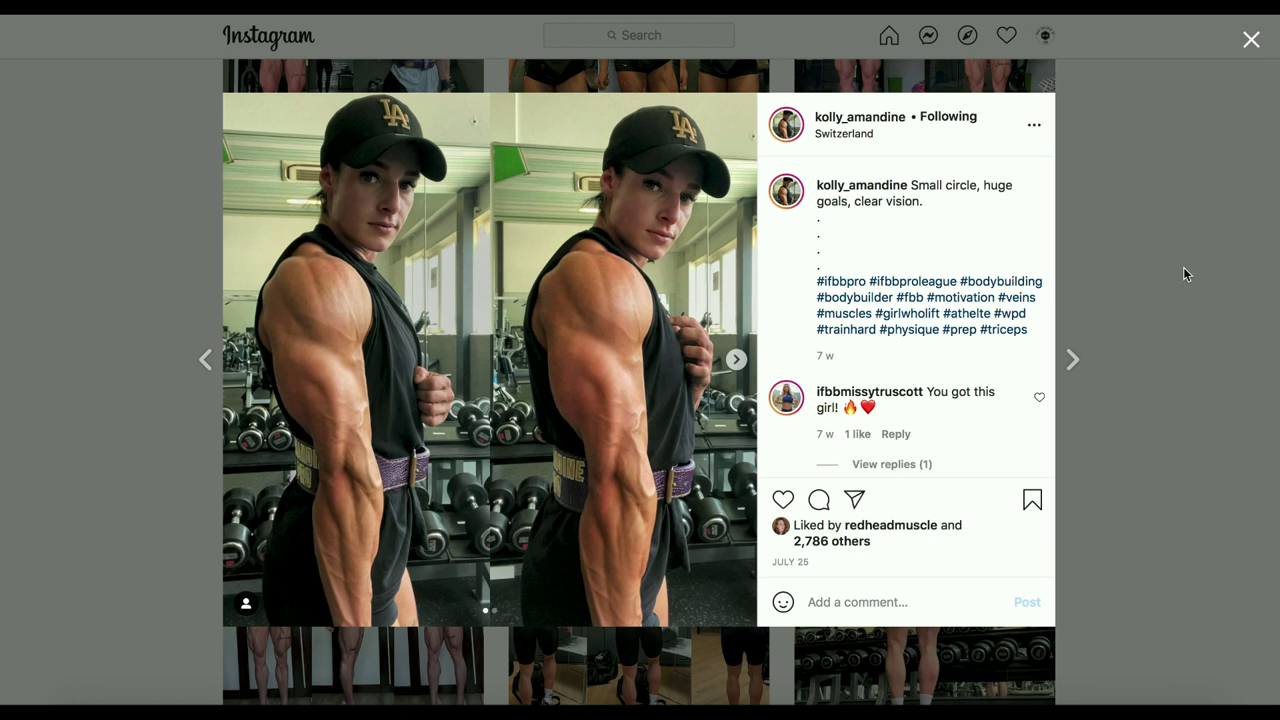 Instagram
Search
LA
LA
kolly_amandine • Following
Switzerland
kolly_amandine Small circle, huge
goals, clear vision.
.
.
.
.
#ifbbpro #ifbbproleague #bodybuilding
#bodybuilder #fbb #motivation #veins
#muscles #girlwholift #athelte #wpd
#trainhard #physique #prep #triceps
7 w
ifbbmissytruscott You got this
girl! 🔥❤️
7 w 1 like Reply
View replies (1)
Liked by redheadmuscle and
2,786 others
JULY 25
Add a comment... Post